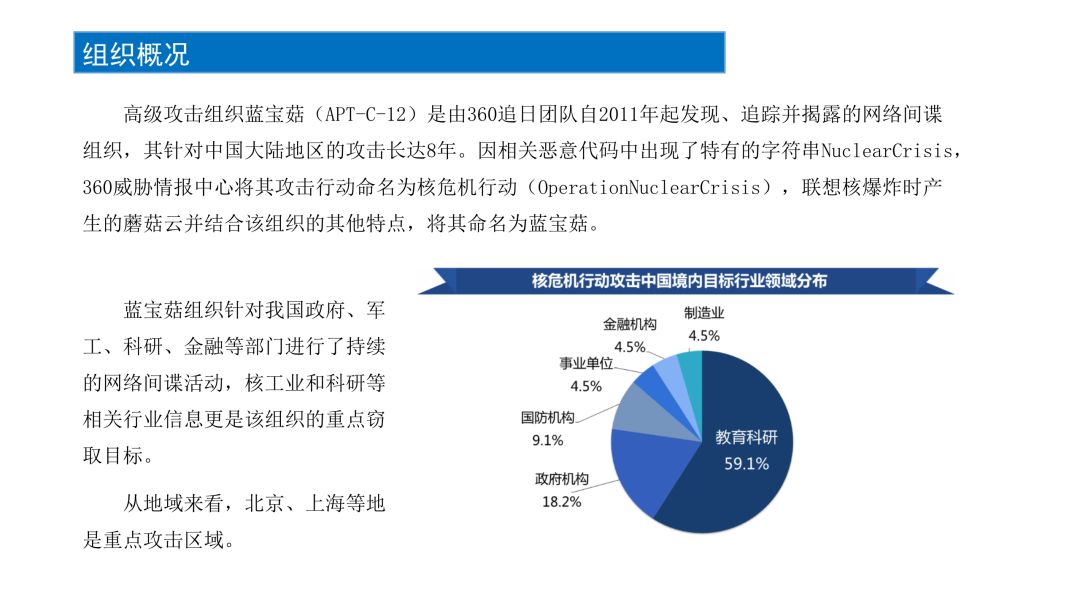 组织概况
高级攻击组织蓝宝菇（APT-C-12）是由360追日团队自2011年起发现、追踪并揭露的网络间谍
组织，其针对中国大陆地区的攻击长达8年。因相关恶意代码中出现了特有的字符串NuclearCrisis，
360威胁情报中心将其攻击行动命名为核危机行动（OperationNuclearCrisis），联想核爆炸时产
生的蘑菇云并结合该组织的其他特点，将其命名为蓝宝菇。
蓝宝菇组织针对我国政府、军
工、科研、金融等部门进行了持续
的网络间谍活动，核工业和科研等
相关行业信息更是该组织的重点窃
取目标。
从地域来看，北京、上海等地
是重点攻击区域。
核危机行动攻击中国境内目标行业领域分布
制造业
4.5%
金融机构
4.5%
事业单位
4.5%
国防机构
9.1%
政府机构
18.2%
教育科研
59.1%